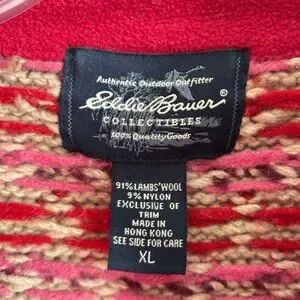 Authentic Outdoor Outfitter
Eddie Bauer®
COLLECTIBLES
100% Quality Goods
91% LAMBS' WOOL
9% NYLON
EXCLUSIVE OF
TRIM
MADE IN
HONG KONG
SEE SIDE FOR CARE
XL